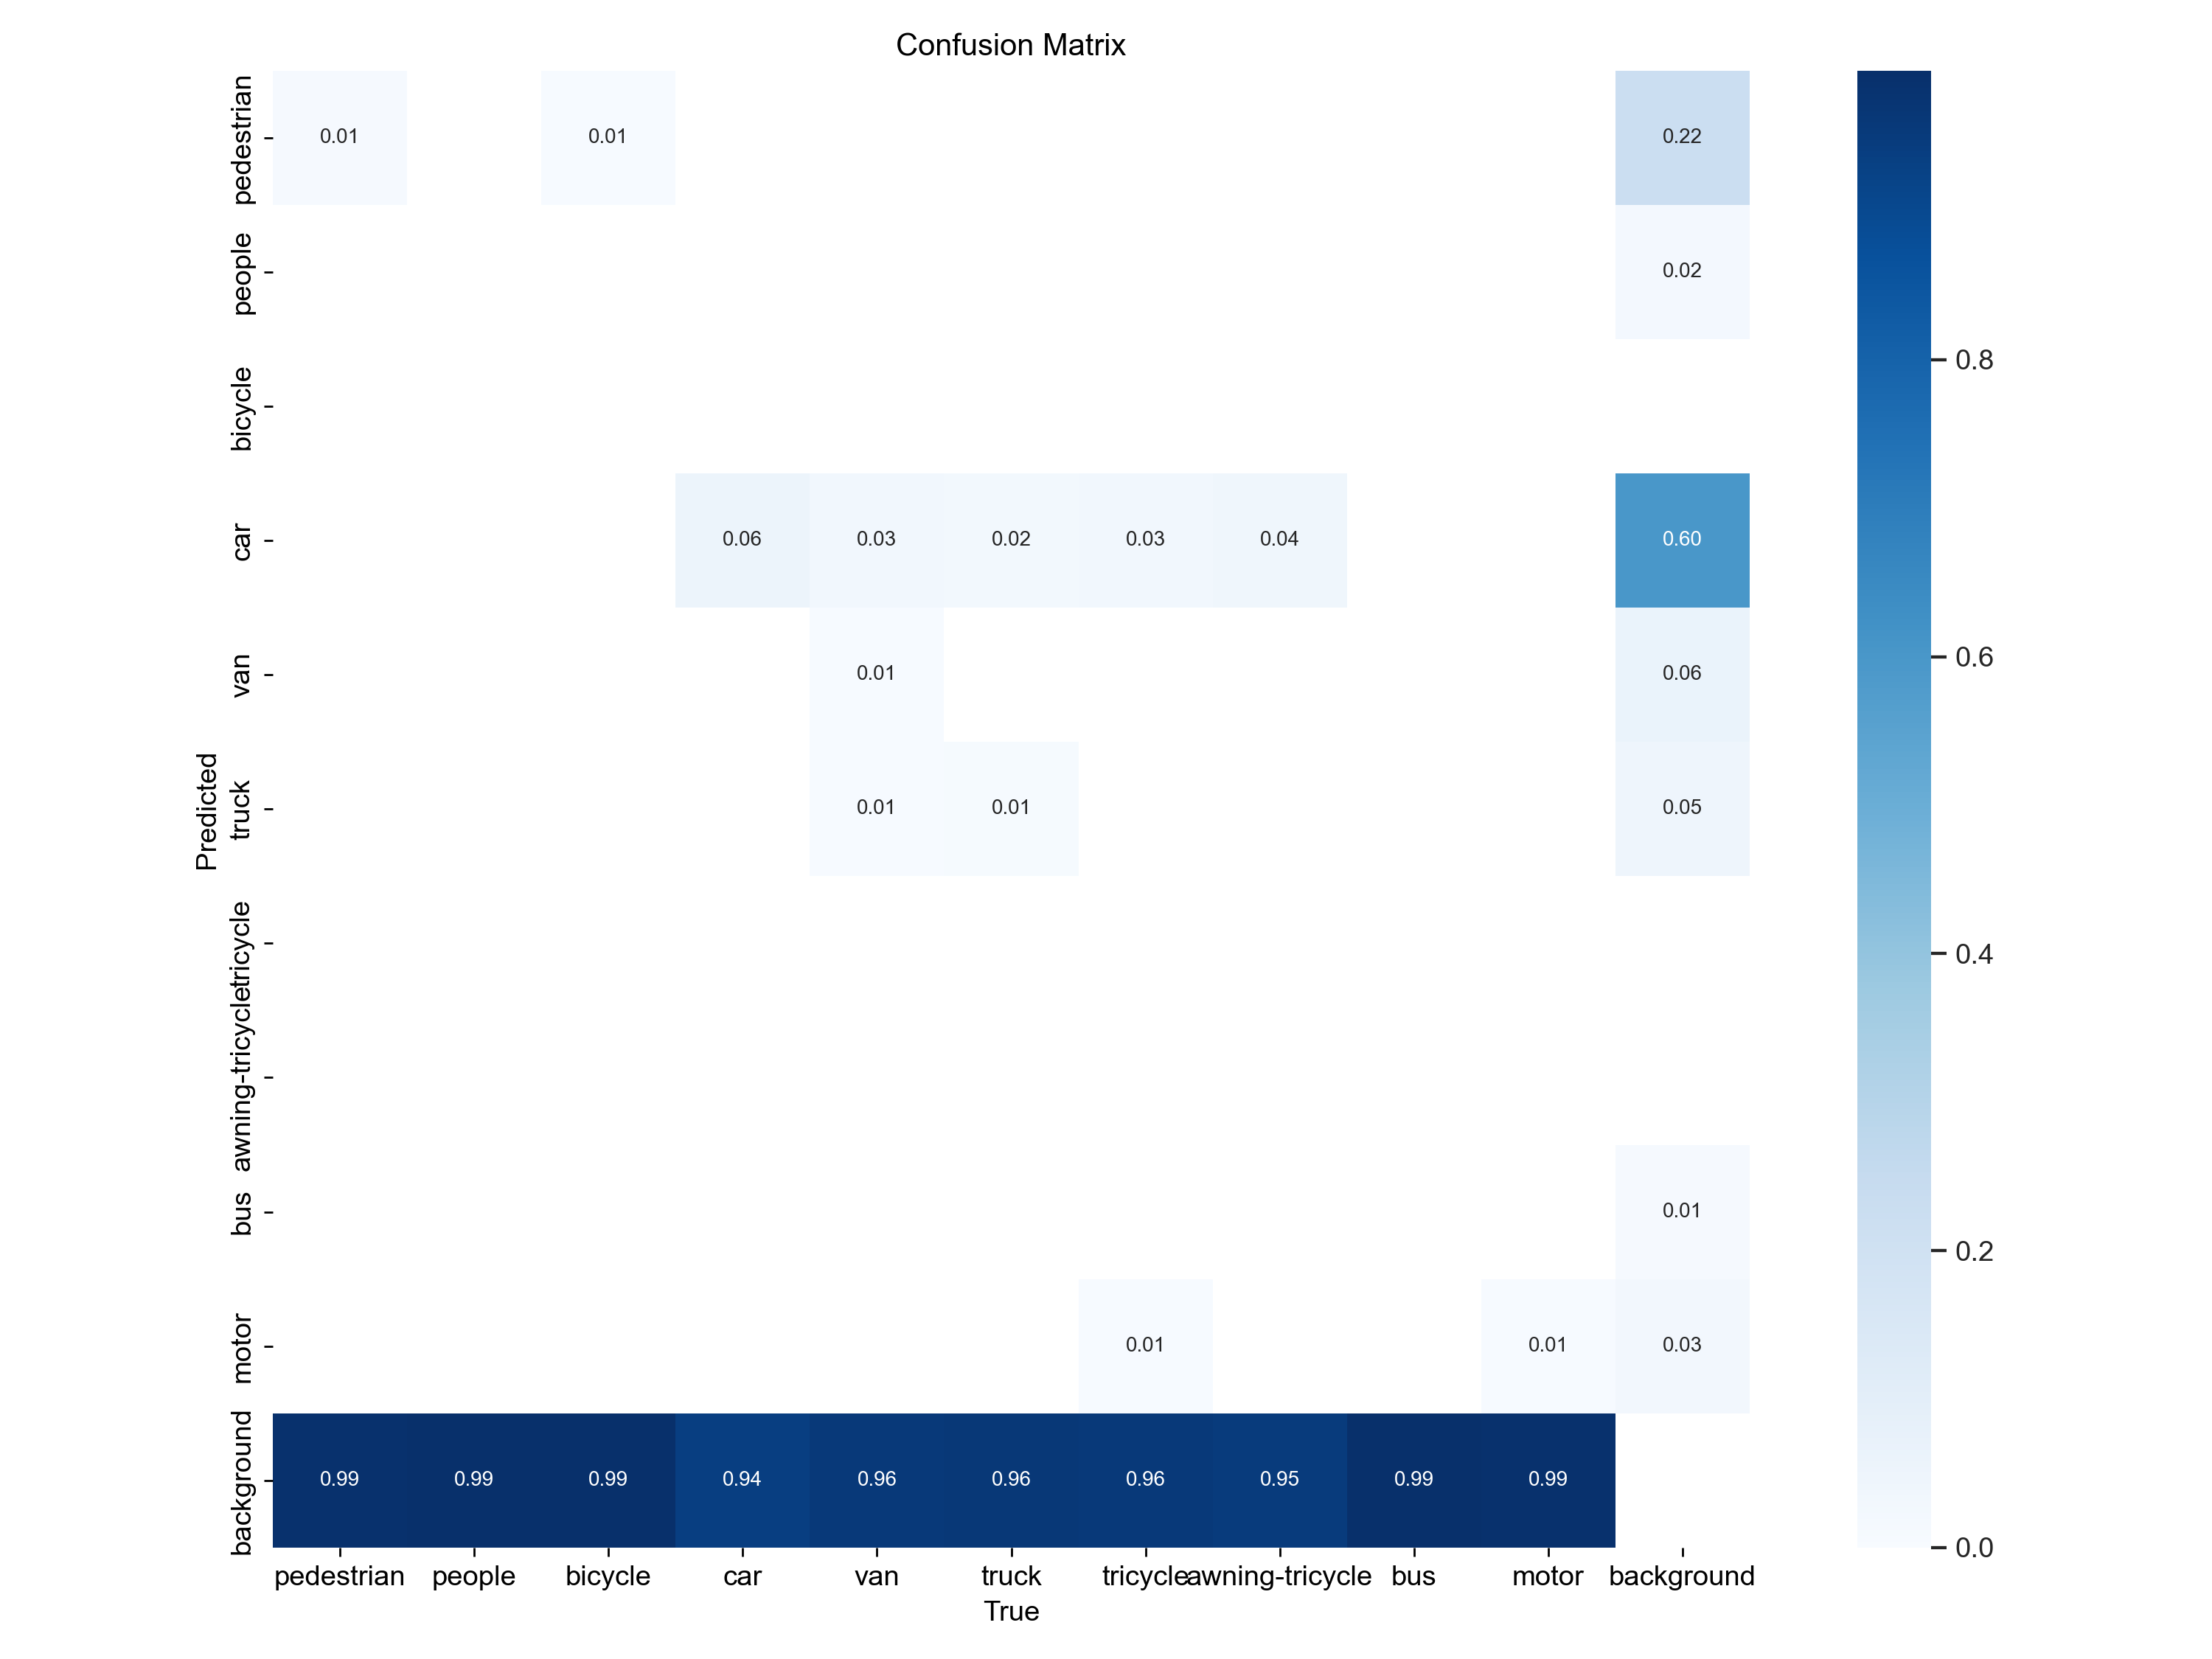 Confusion Matrix
pedestrian 0.01 0.01 0.22
people 0.02
bicycle
car 0.06 0.03 0.02 0.03 0.04 0.60
van 0.01 0.06
truck 0.01 0.01 0.05
tricycle
awning-tricycle
bus 0.01
motor 0.01 0.01 0.03
background 0.99 0.99 0.99 0.94 0.96 0.96 0.96 0.95 0.99 0.99
Predicted
pedestrian people bicycle car van truck tricycle awning-tricycle bus motor background
True
0.8
0.6
0.4
0.2
0.0